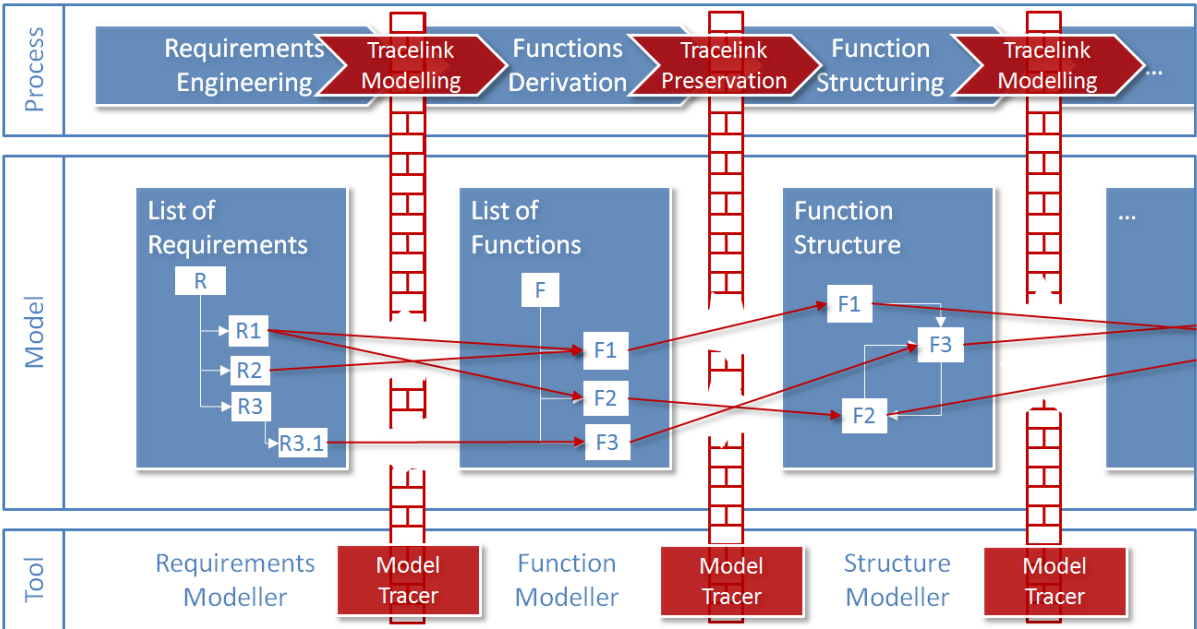 Process
Requirements
Engineering
Tracelink
Modelling
Functions
Derivation
Tracelink
Preservation
Function
Structuring
Tracelink
Modelling
...
Model
List of
Requirements
R
R1
R2
R3
R3.1
List of
Functions
F
F1
F2
F3
Function
Structure
F1
F3
F2
...
Tool
Requirements
Modeller
Model
Tracer
Function
Modeller
Model
Tracer
Structure
Modeller
Model
Tracer